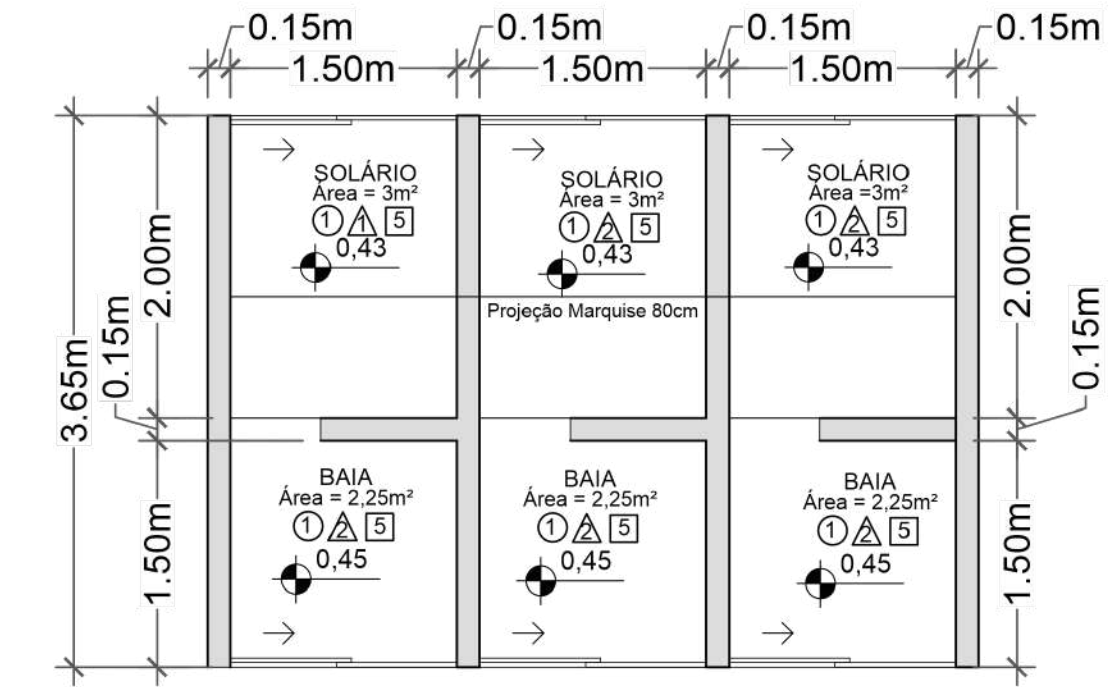 0.15m 0.15m 0.15m 0.15m
1.50m 1.50m 1.50m
SOLÁRIO
Área = 3m²
1 1 5
0,43
SOLÁRIO
Área = 3m²
1 2 5
0,43
SOLÁRIO
Área =3m²
1 2 5
0,43
2.00m
2.00m
Projeção Marquise 80cm
0.15m
0.15m
3.65m
BAIA
Área = 2,25m²
1 2 5
0,45
BAIA
Área = 2,25m²
1 2 5
0,45
BAIA
Área = 2,25m²
1 2 5
0,45
1.50m
1.50m